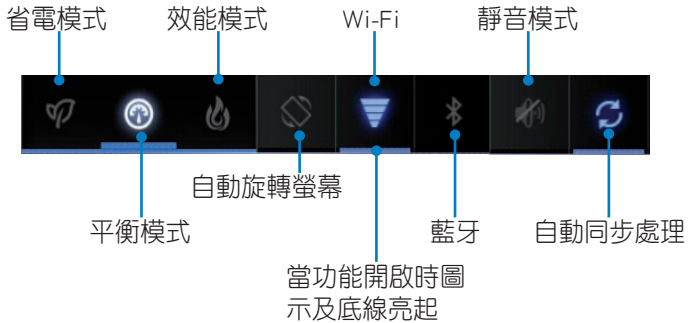 省電模式
效能模式
Wi-Fi
靜音模式
自動旋轉螢幕
平衡模式
藍牙
自動同步處理
當功能開啟時圖
示及底線亮起